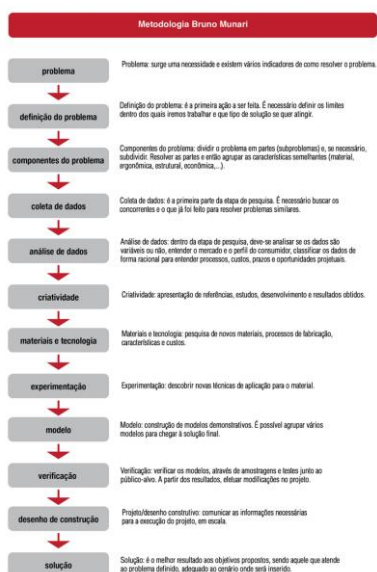 Metodologia Bruno Munari
problema
Problema: surge uma necessidade e existem vários indicadores de como resolver o problema.
definição do problema
Definição do problema: é a primeira ação a ser feita. É necessário definir os limites
dentro dos quais iremos trabalhar e que tipo de solução se quer atingir.
componentes do problema
Componentes do problema: dividir o problema em partes (subproblemas) e, se necessário,
subdividir. Resolver as partes e então agrupar as características semelhantes (material,
ergonômica, estrutural, econômica,...).
coleta de dados
Coleta de dados: é a primeira parte da etapa de pesquisa. É necessário buscar os
concorrentes e o que já foi feito para resolver problemas similares.
análise de dados
Análise de dados: dentro da etapa de pesquisa, deve-se analisar se os dados são
variáveis ou não, entender o mercado e o perfil do consumidor, classificar os dados de
forma racional para entender processos, custos, prazos e oportunidades projetuais.
criatividade
Criatividade: apresentação de referências, estudos, desenvolvimento e resultados obtidos.
materiais e tecnologia
Materiais e tecnologia: pesquisa de novos materiais, processos de fabricação,
características e custos.
experimentação
Experimentação: descobrir novas técnicas de aplicação para o material.
modelo
Modelo: construção de modelos demonstrativos. É possível agrupar vários
modelos para chegar à solução final.
verificação
Verificação: verificar os modelos, através de amostragens e testes junto ao
público-alvo. A partir dos resultados, efetuar modificações no projeto.
desenho de construção
Projeto/desenho construtivo: comunicar as informações necessárias
para a execução do projeto, em escala.
solução
Solução: é o melhor resultado aos objetivos propostos, sendo aquele que atende
ao problema definido, adequado ao cenário onde será inserido.